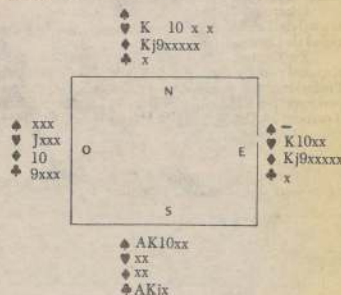 ♠
♥ K 10 x x
♦ Kj9xxxxx
♣ x
N
♠ xxx
♥ Jxxx
♦ 10
♣ 9xxx
O
E
♠ —
♥ K10xx
♦ Kj9xxxxx
♣ x
S
♠ AK10xx
♥ xx
♦ xx
♣ AKjx